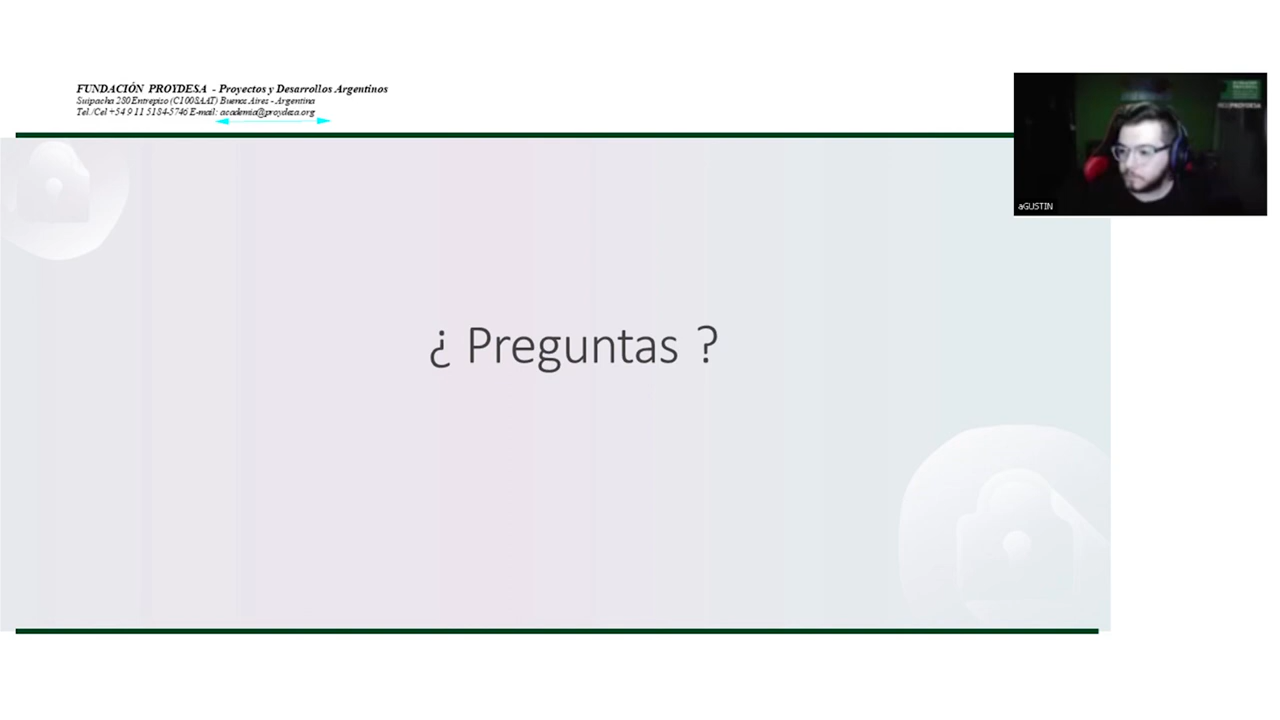 FUNDACIÓN PROYDESA - Proyectos y Desarrollos Argentinos
Suipacha 280 Entrepiso (C1008AAT) Buenos Aires - Argentina
Tel./Cel +54 9 11 5184-5746 E-mail: academia@proydesa.org
PROYDESA
aGUSTIN
¿ Preguntas ?